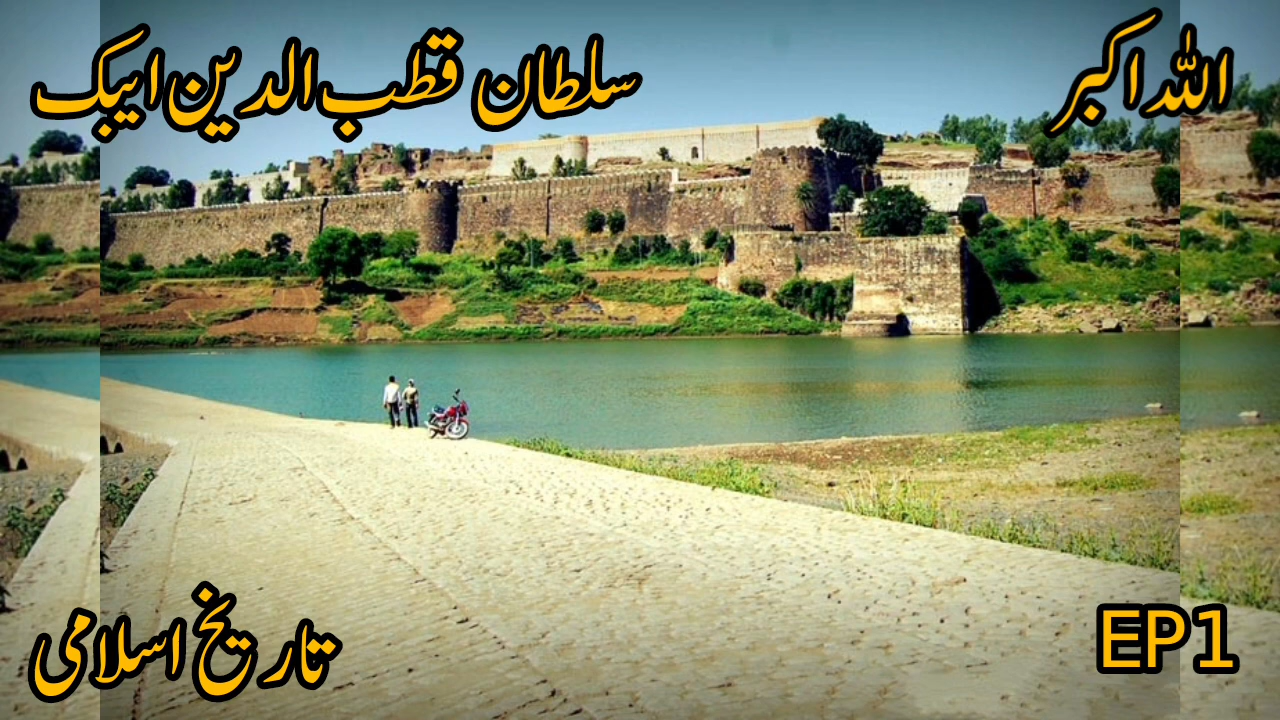 اللہ اکبر
سلطان قطب الدین ایبک
تاریخ اسلامی
EP1